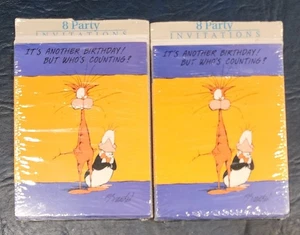 8 Party
INVITATIONS
IT'S ANOTHER BIRTHDAY!
BUT WHO'S COUNTING?
8 Party
INVITATIONS
IT'S ANOTHER BIRTHDAY!
BUT WHO'S COUNTING?